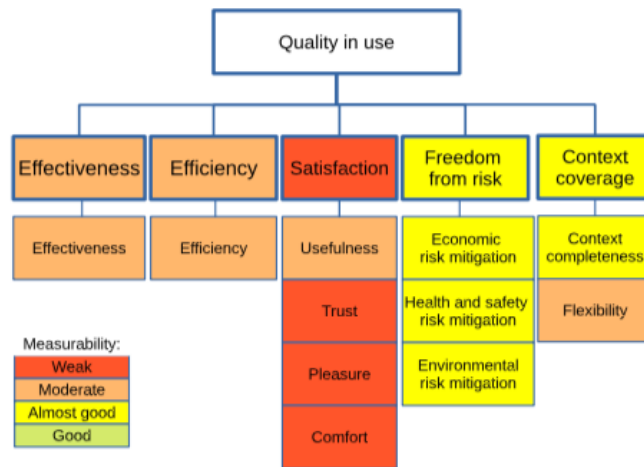 Quality in use
Effectiveness
Efficiency
Satisfaction
Freedom
from risk
Context
coverage
Effectiveness
Efficiency
Usefulness
Economic
risk mitigation
Context
completeness
Trust
Health and safety
risk mitigation
Flexibility
Pleasure
Environmental
risk mitigation
Comfort
Measurability:
Weak
Moderate
Almost good
Good